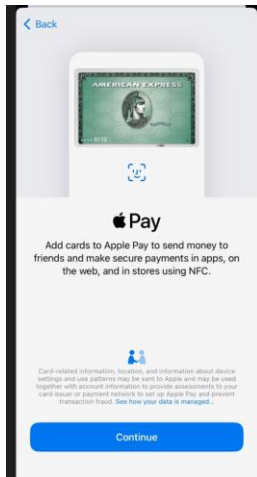 Back
AMERICAN EXPRESS
Pay
Add cards to Apple Pay to send money to
friends and make secure payments in apps, on
the web, and in stores using NFC.
Card-related information, location, and information about device
settings and use patterns may be sent to Apple and may be used
together with account information to provide assessments to your
card issuer or payment network to set up Apple Pay and prevent
transaction fraud. See how your data is managed...
Continue